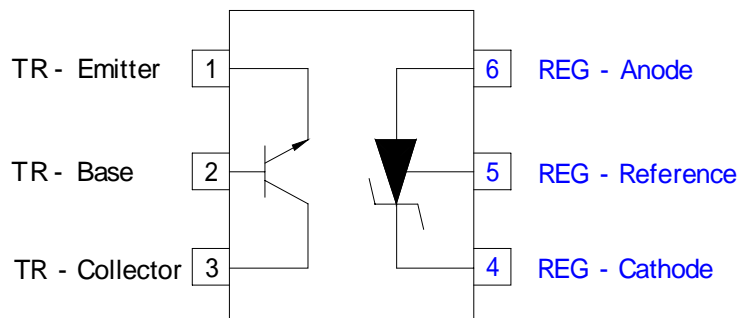 TR - Emitter 1 6 REG - Anode
TR - Base 2 5 REG - Reference
TR - Collector 3 4 REG - Cathode